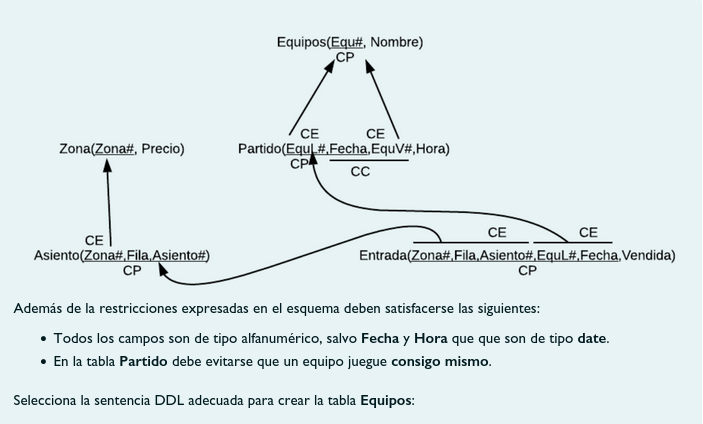 Equipos(Equ#, Nombre)
CP
CE CE
Zona(Zona#, Precio) Partido(EquL#,Fecha,EquV#,Hora)
CP CC
CE CE CE
Asiento(Zona#,Fila,Asiento#) Entrada(Zona#,Fila,Asiento#,EquL#,Fecha,Vendida)
CP CP
Además de la restricciones expresadas en el esquema deben satisfacerse las siguientes:
• Todos los campos son de tipo alfanumérico, salvo Fecha y Hora que que son de tipo date.
• En la tabla Partido debe evitarse que un equipo juegue consigo mismo.
Selecciona la sentencia DDL adecuada para crear la tabla Equipos: